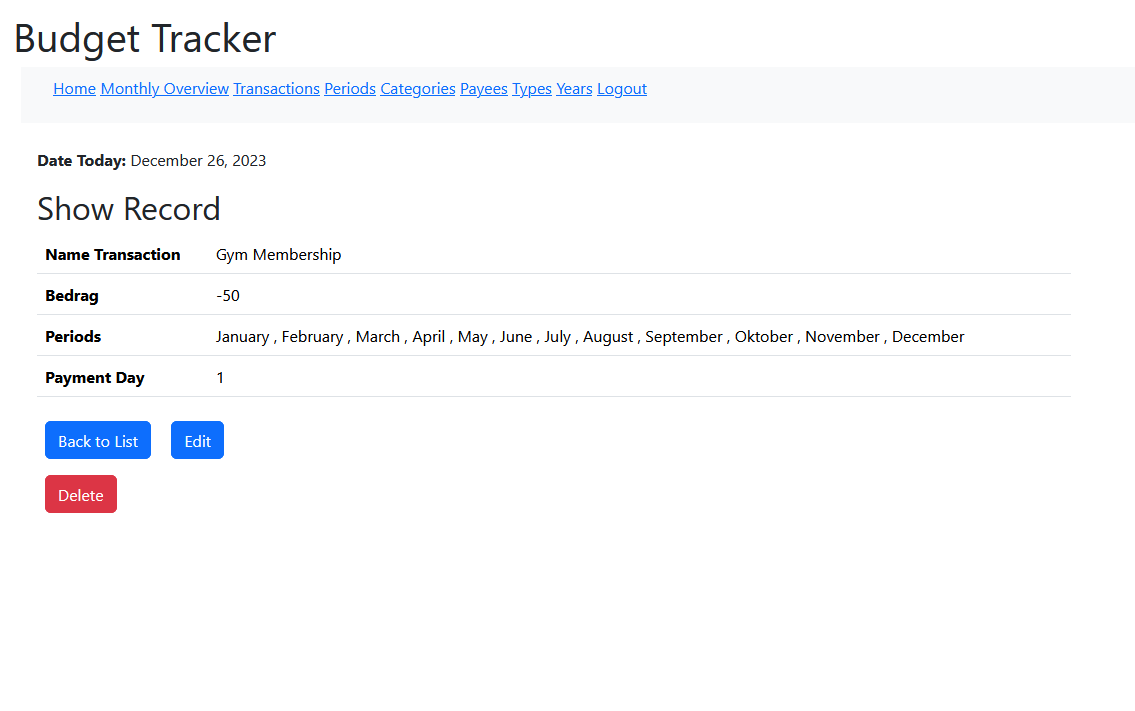 Budget Tracker
Home Monthly Overview Transactions Periods Categories Payees Types Years Logout
Date Today: December 26, 2023
Show Record
Name Transaction Gym Membership
Bedrag -50
Periods January , February , March , April , May , June , July , August , September , Oktober , November , December
Payment Day 1
Back to List Edit
Delete